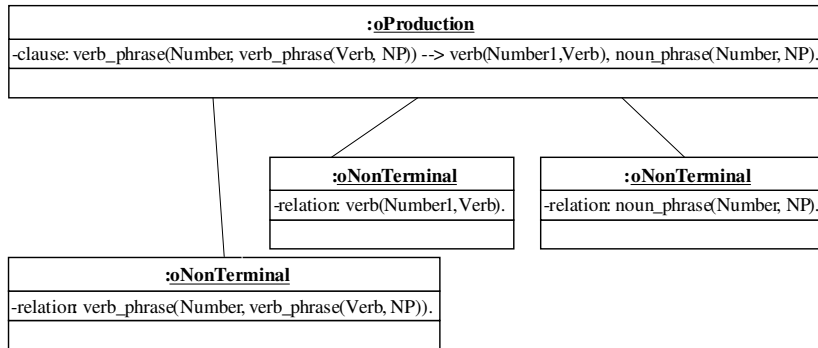 :oProduction
-clause: verb_phrase(Number, verb_phrase(Verb, NP)) --> verb(Number1,Verb), noun_phrase(Number, NP).
:oNonTerminal
-relation: verb(Number1,Verb).
:oNonTerminal
-relation: noun_phrase(Number, NP).
:oNonTerminal
-relation: verb_phrase(Number, verb_phrase(Verb, NP)).